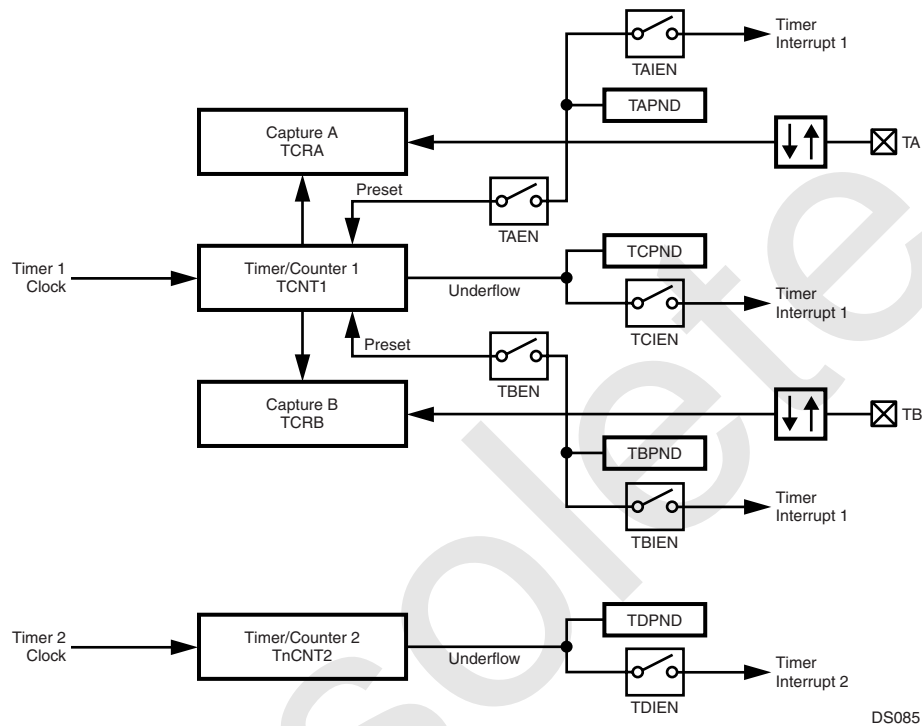 Timer
Interrupt 1
TAIEN
TAPND
Capture A
TCRA
TA
Preset
TAEN
TCPND
Timer 1
Clock
Timer/Counter 1
TCNT1
Underflow
Timer
Interrupt 1
TCIEN
Preset
TBEN
Capture B
TCRB
TB
TBPND
Timer
Interrupt 1
TBIEN
TDPND
Timer 2
Clock
Timer/Counter 2
TnCNT2
Underflow
Timer
Interrupt 2
TDIEN
DS085
solete